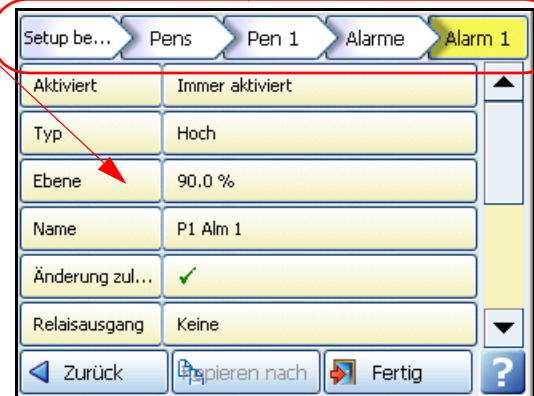 Setup be... Pens Pen 1 Alarme Alarm 1
Aktiviert Immer aktiviert
Typ Hoch
Ebene 90.0 %
Name P1 Alm 1
Änderung zul... ✓
Relaisausgang Keine
Zurück Kopieren nach Fertig ?